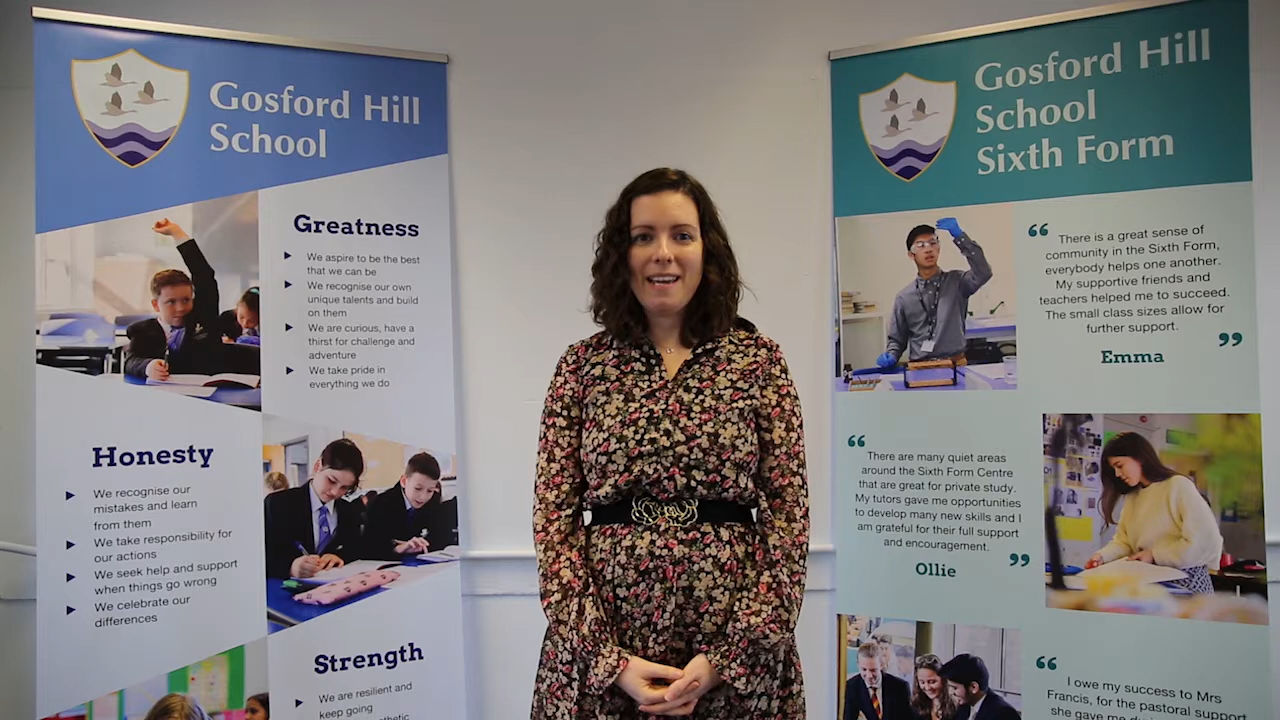 Gosford Hill
School
Greatness
We aspire to be the best
that we can be
We recognise our own
unique talents and build
on them
We are curious, have a
thirst for challenge and
adventure
We take pride in
everything we do
Honesty
We recognise our
mistakes and learn
from them
We take responsibility for
our actions
We seek help and support
when things go wrong
We celebrate our
differences
Strength
We are resilient and
keep going
Gosford Hill
School
Sixth Form
“ There is a great sense of
community in the Sixth Form,
everybody helps one another.
My supportive friends and
teachers helped me to succeed.
The small class sizes allow for
further support. ”
Emma
“ There are many quiet areas
around the Sixth Form Centre
that are great for private study.
My tutors gave me opportunities
to develop many new skills and I
am grateful for their full support
and encouragement. ”
Ollie
“ I owe my success to Mrs
Francis, for the pastoral support
she gave me